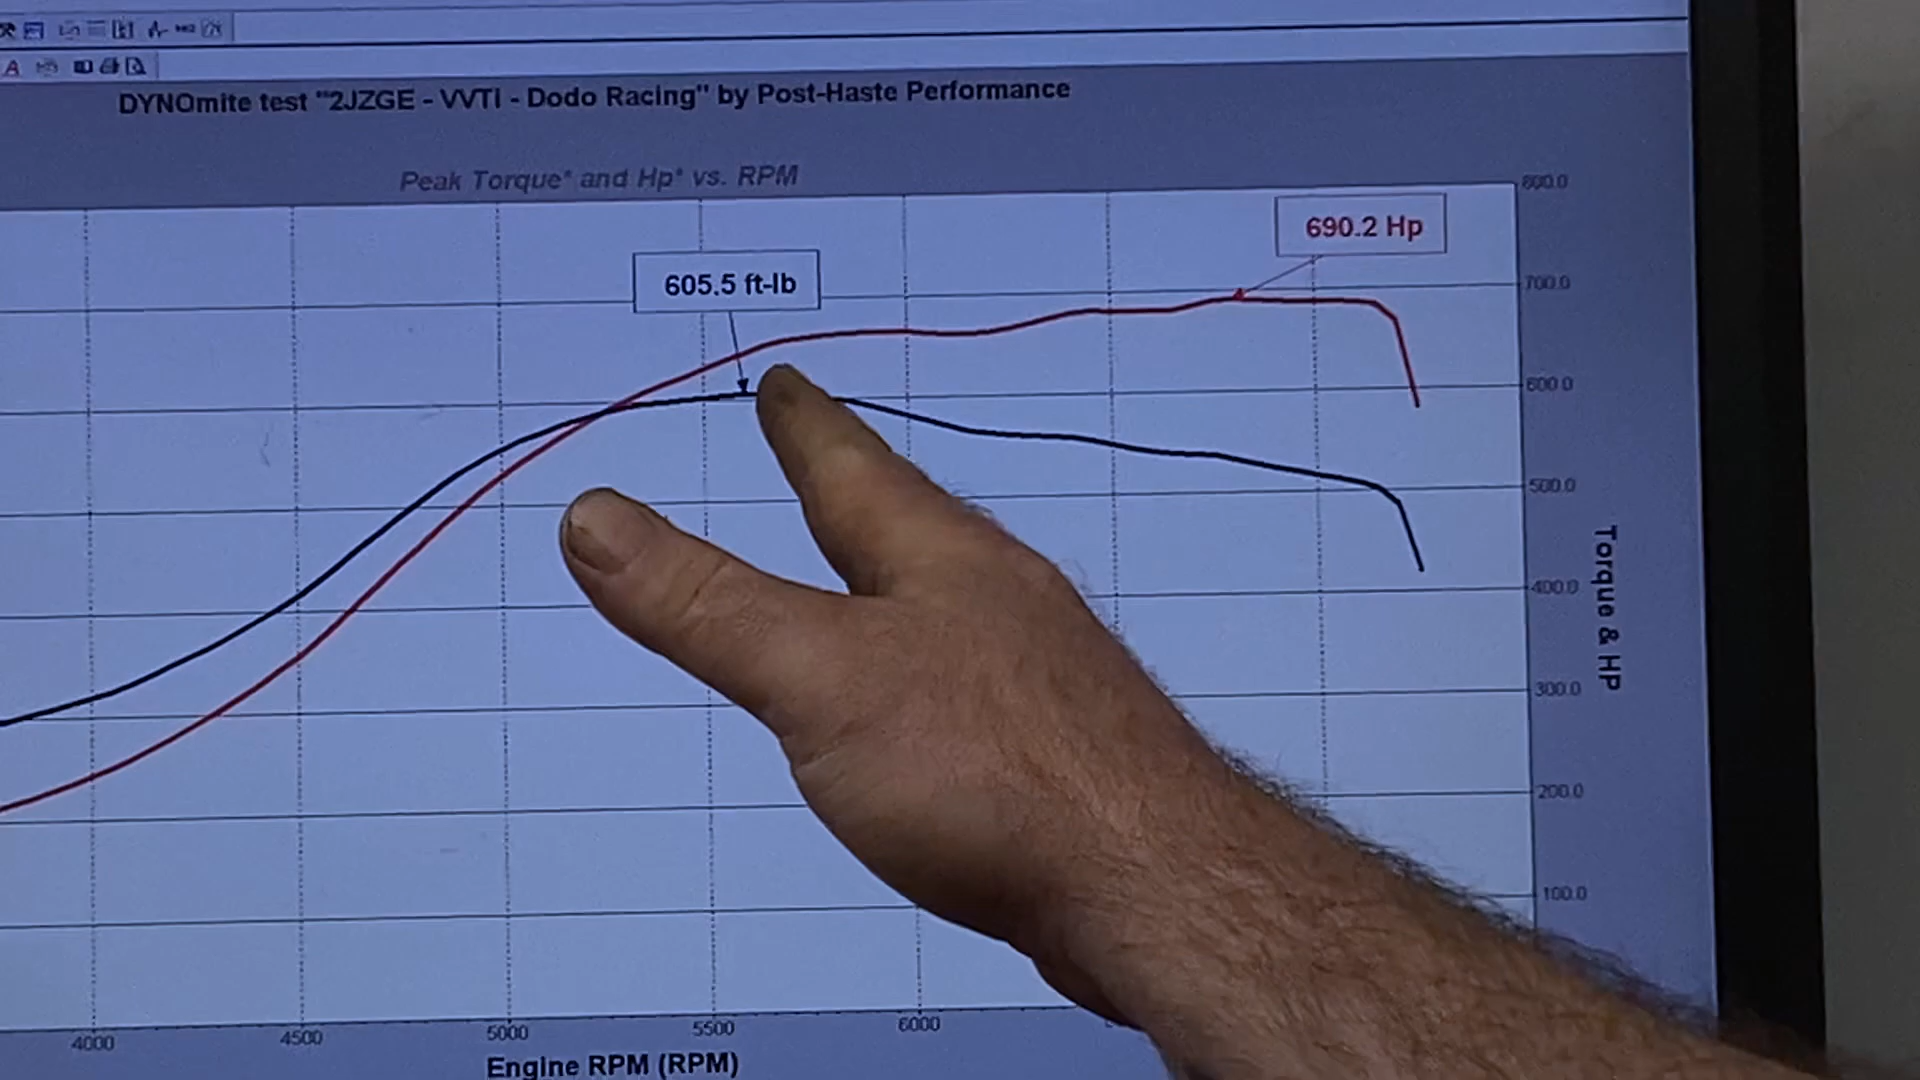 DYNOmite test "2JZGE - VVTI - Dodo Racing" by Post-Haste Performance
Peak Torque* and Hp* vs. RPM
800.0
690.2 Hp
605.5 ft-lb
700.0
600.0
500.0
400.0
300.0
200.0
100.0
Torque & HP
4000
4500
5000
5500
6000
Engine RPM (RPM)